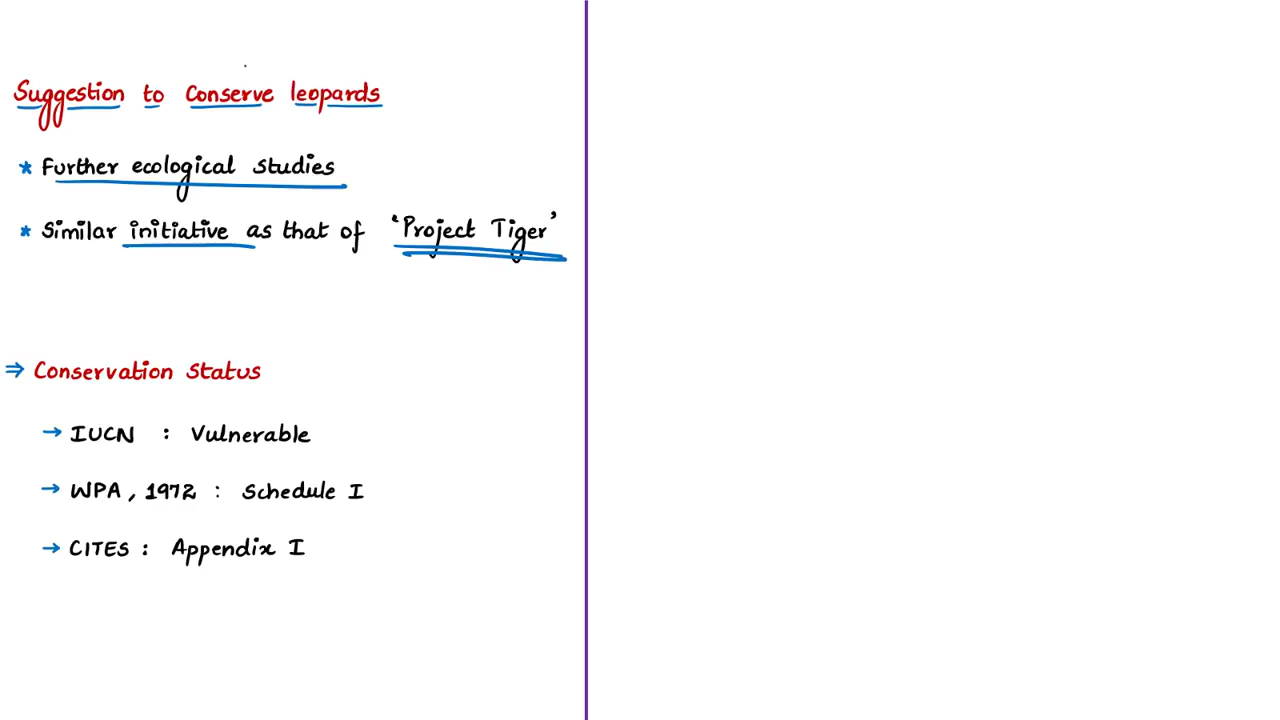 Suggestion to Conserve leopards
* Further ecological studies
* Similar initiative as that of 'Project Tiger'
⇒ Conservation Status
→ IUCN : Vulnerable
→ WPA, 1972 : Schedule I
→ CITES : Appendix I